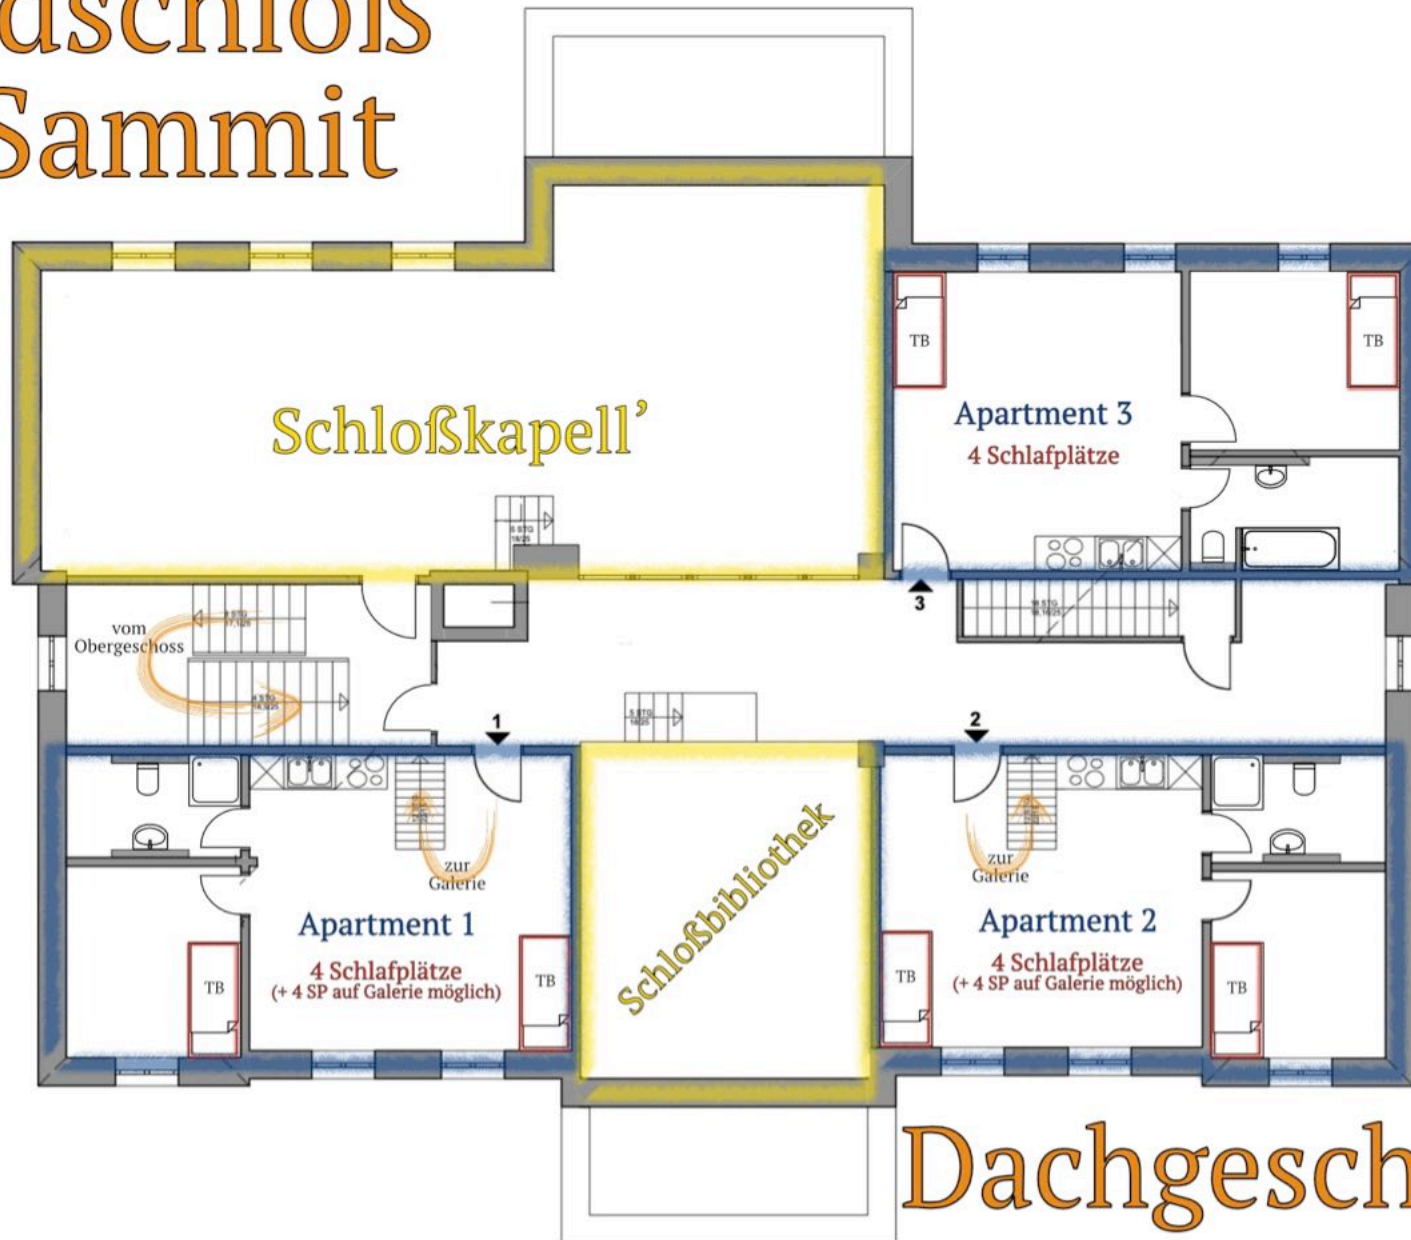 dschloß
Sammit
TB
TB
Apartment 3
4 Schlafplätze
Schloßkapell’
3
vom
Obergeschoss
1
2
zur
Galerie
zur
Galerie
Apartment 1
4 Schlafplätze
(+ 4 SP auf Galerie möglich)
TB
TB
Schloßbibliothek
Apartment 2
4 Schlafplätze
(+ 4 SP auf Galerie möglich)
TB
TB
Dachgesch